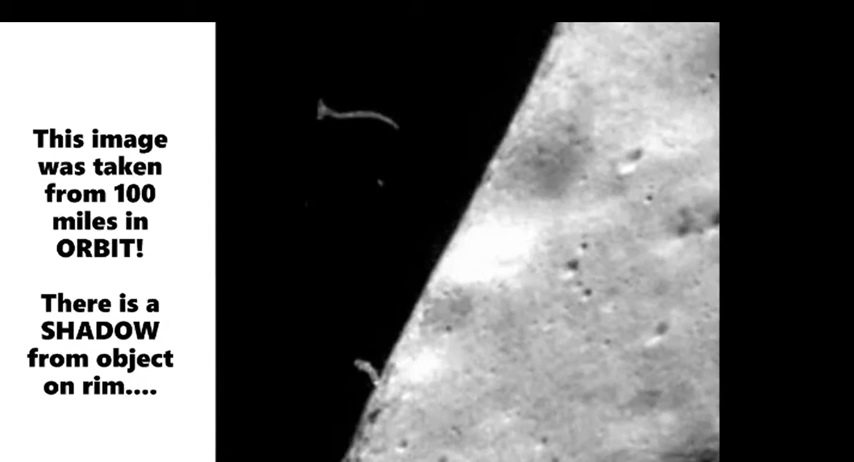 This image
was taken
from 100
miles in
ORBIT!
There is a
SHADOW
from object
on rim....